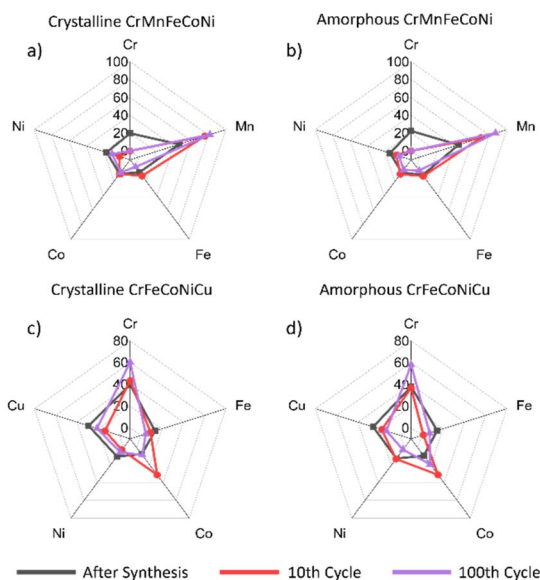 Crystalline CrMnFeCoNi
Amorphous CrMnFeCoNi
a)
Cr
100
80
60
40
20
0
Mn
Fe
Co
Ni
b)
Cr
100
80
60
40
20
0
Mn
Fe
Co
Ni
Crystalline CrFeCoNiCu
Amorphous CrFeCoNiCu
c)
Cr
80
60
40
20
0
Fe
Co
Ni
Cu
d)
Cr
80
60
40
20
0
Fe
Co
Ni
Cu
After Synthesis
10th Cycle
100th Cycle